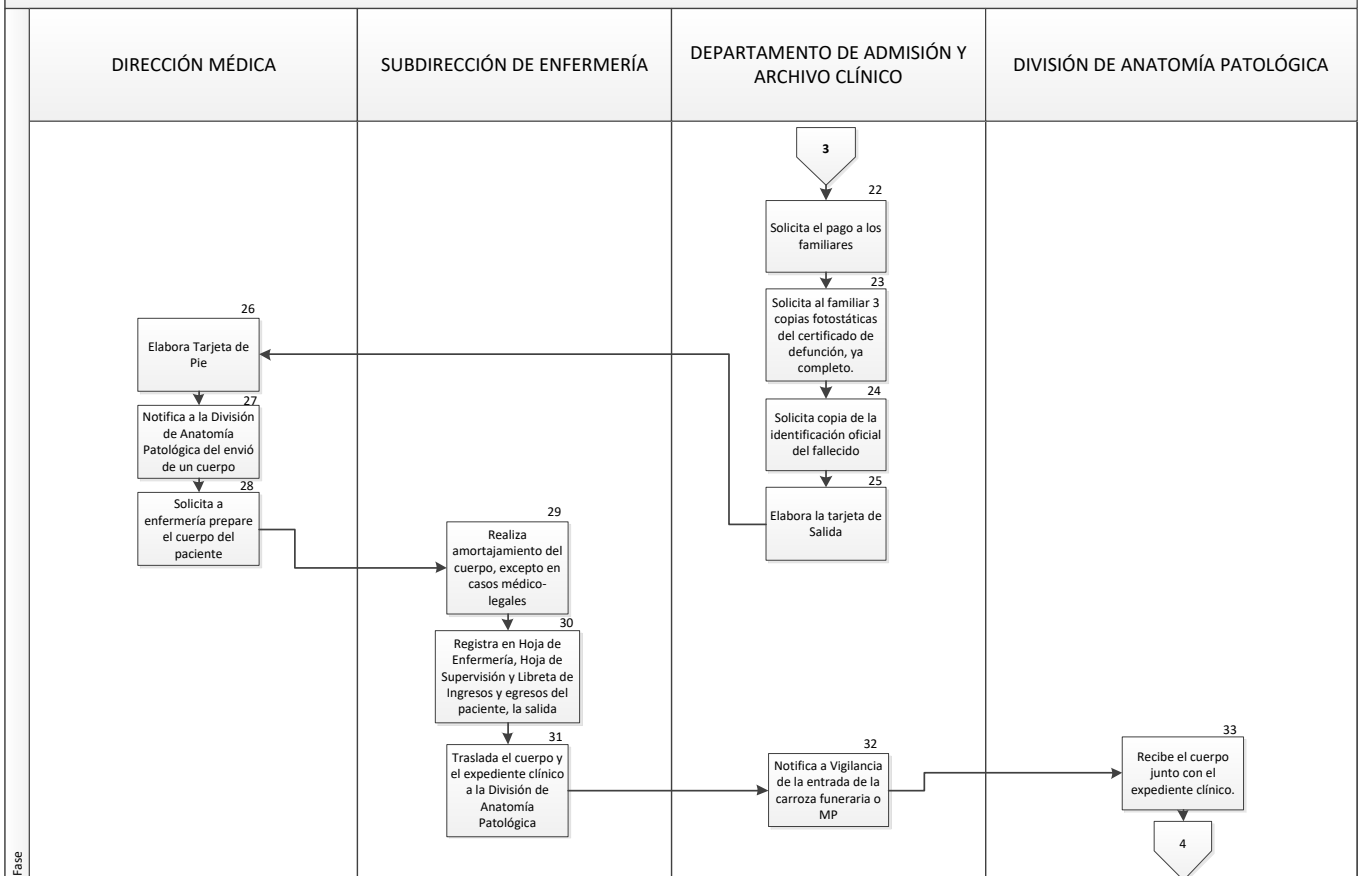 DIRECCIÓN MÉDICA
SUBDIRECCIÓN DE ENFERMERÍA
DEPARTAMENTO DE ADMISIÓN Y
ARCHIVO CLÍNICO
DIVISIÓN DE ANATOMÍA PATOLÓGICA
3
22
Solicita el pago a los
familiares
23
Solicita al familiar 3
copias fotostáticas
del certificado de
defunción, ya
completo.
24
Solicita copia de la
identificación oficial
del fallecido
25
Elabora la tarjeta de
Salida
26
Elabora Tarjeta de
Pie
27
Notifica a la División
de Anatomía
Patológica del envió
de un cuerpo
28
Solicita a
enfermería prepare
el cuerpo del
paciente
29
Realiza
amortajamiento del
cuerpo, excepto en
casos médico-
legales
30
Registra en Hoja de
Enfermería, Hoja de
Supervisión y Libreta de
Ingresos y egresos del
paciente, la salida
31
Traslada el cuerpo y
el expediente clínico
a la División de
Anatomía
Patológica
32
Notifica a Vigilancia
de la entrada de la
carroza funeraria o
MP
33
Recibe el cuerpo
junto con el
expediente clínico.
4
Fase